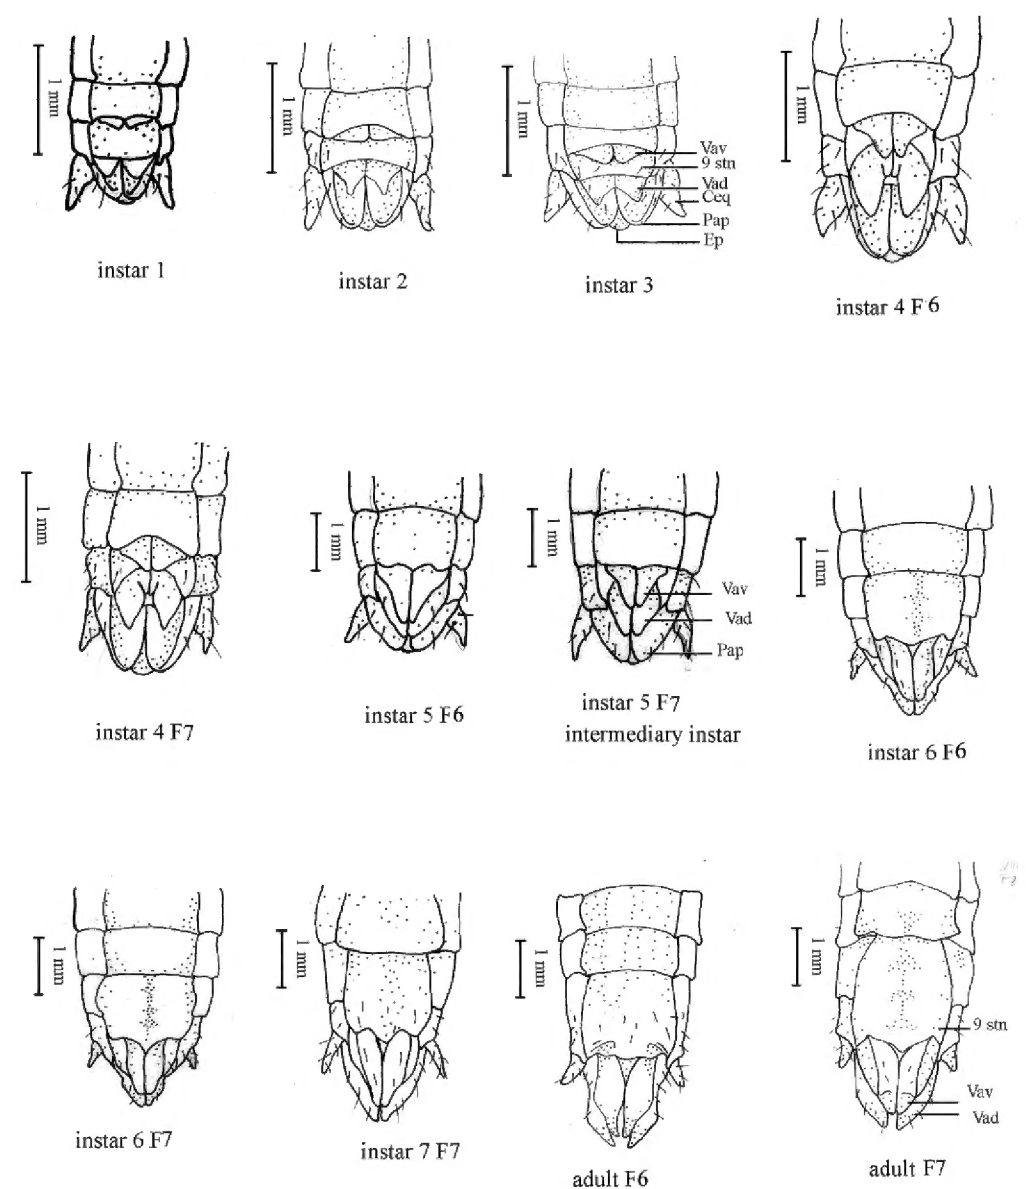 1 mm
1 mm
1 mm
1 mm
Vav
9 stn
Vad
Ceq
Pap
Ep
instar 1
instar 2
instar 3
instar 4 F 6
1 mm
1 mm
1 mm
1 mm
Vav
Vad
Pap
instar 4 F7
instar 5 F6
instar 5 F7
intermediary instar
instar 6 F6
1 mm
1 mm
1 mm
1 mm
9 stn
Vav
Vad
instar 6 F7
instar 7 F7
adult F6
adult F7